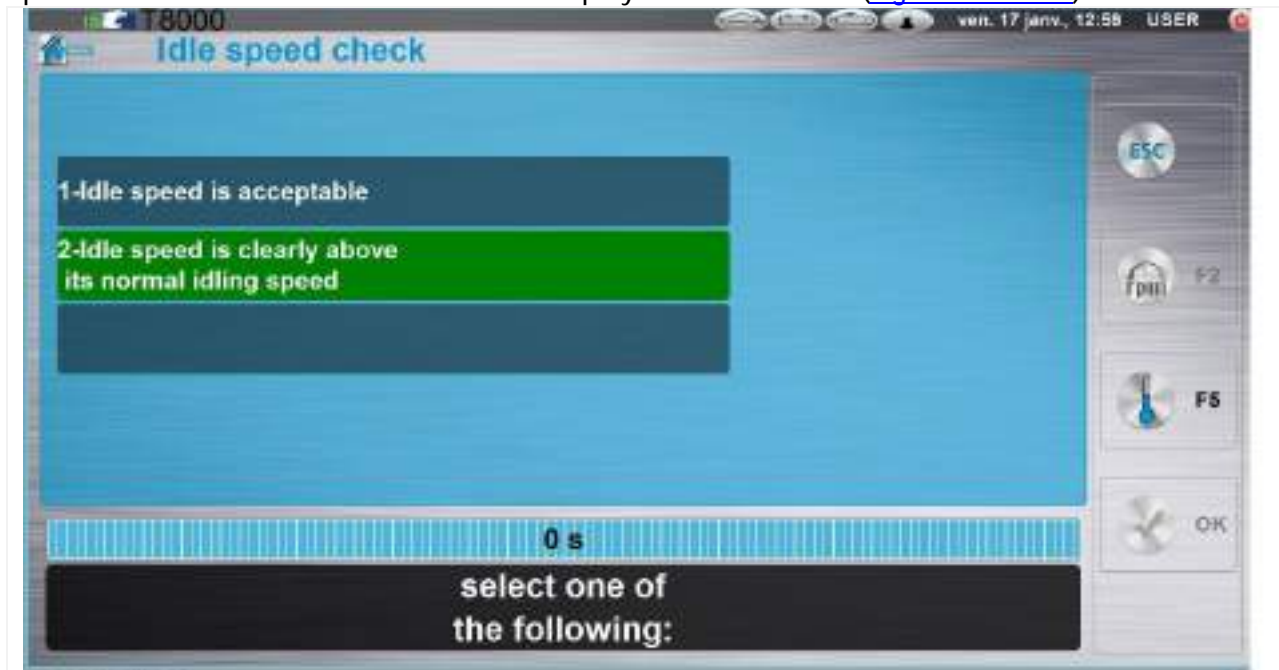 T8000
ven. 17 janv., 12:58 USER
Idle speed check
1-Idle speed is acceptable
2-Idle speed is clearly above
its normal idling speed
ESC
rpm F2
F5
OK
0 s
select one of
the following: